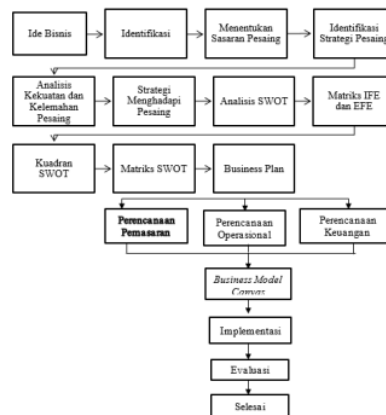 Ide Bisnis
Identifikasi
Menentukan
Sasaran Pesaing
Identifikasi
Strategi Pesaing
Analisis
Kekuatan dan
Kelemahan
Pesaing
Strategi
Menghadapi
Pesaing
Analisis SWOT
Matriks IFE
dan EFE
Kuadran
SWOT
Matriks SWOT
Business Plan
Perencanaan
Pemasaran
Perencanaan
Operasional
Perencanaan
Keuangan
Business Model
Canvas
Implementasi
Evaluasi
Selesai